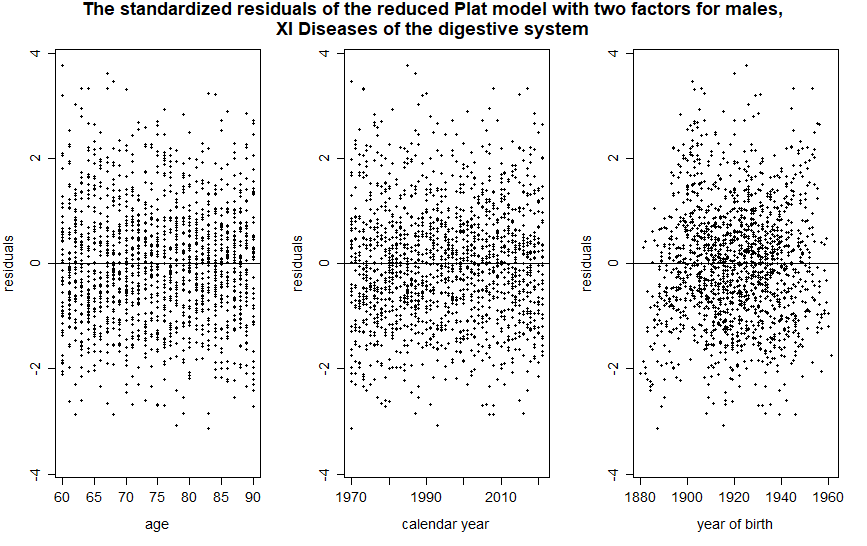 The standardized residuals of the reduced Plat model with two factors for males,
XI Diseases of the digestive system
residuals
4
2
0
-2
-4
60 65 70 75 80 85 90
age
residuals
4
2
0
-2
-4
1970 1990 2010
calendar year
residuals
4
2
0
-2
-4
1880 1900 1920 1940 1960
year of birth